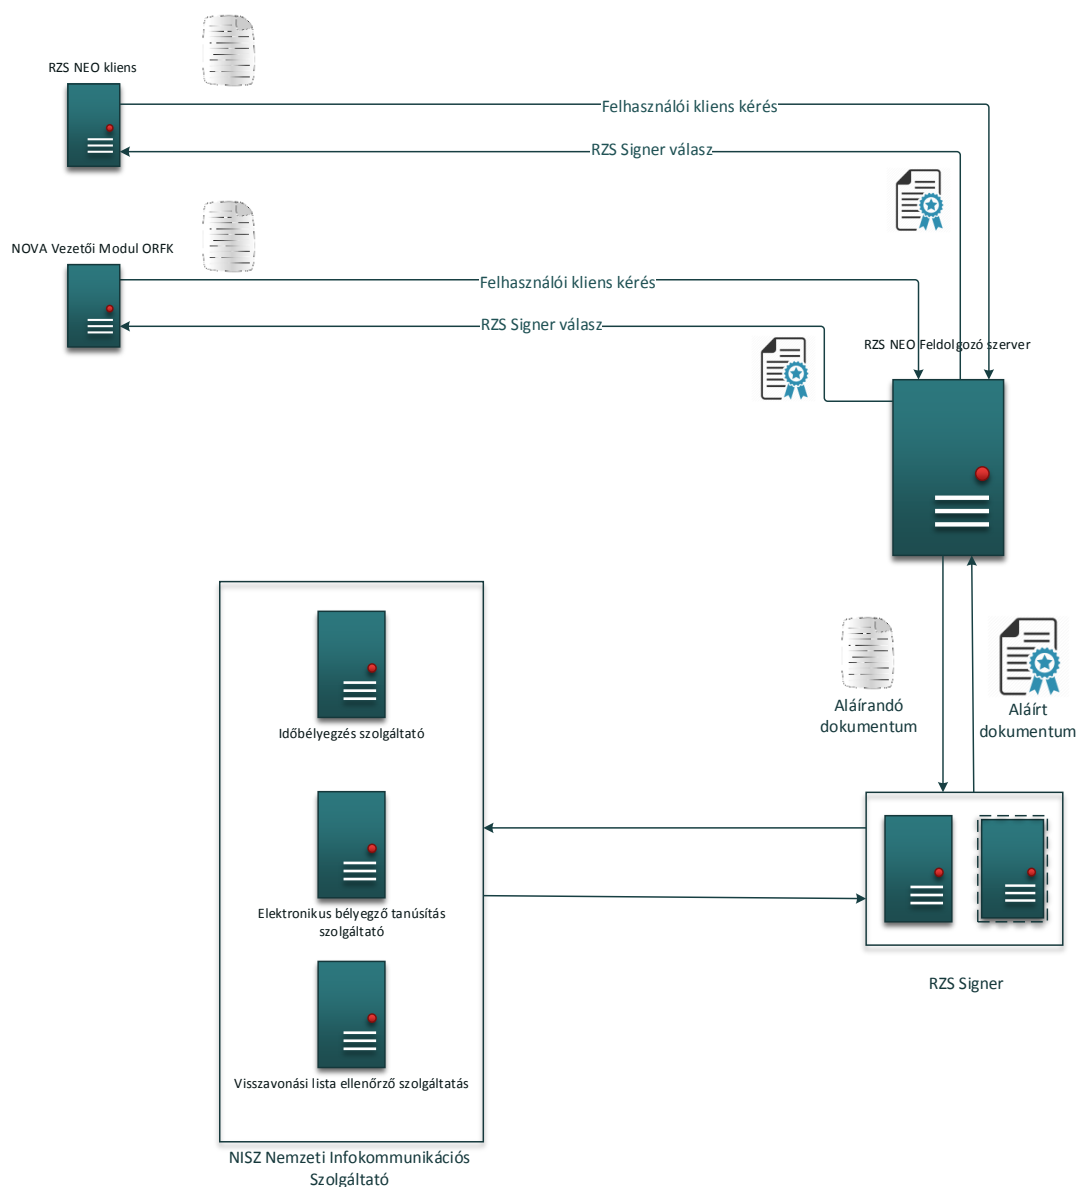 RZS NEO kliens
Felhasználói kliens kérés
RZS Signer válasz
NOVA Vezetői Modul ORFK
Felhasználói kliens kérés
RZS Signer válasz
RZS NEO Feldolgozó szerver
Aláírandó
dokumentum
Aláírt
dokumentum
Időbélyegzés szolgáltató
Elektronikus bélyegző tanúsítás
szolgáltató
RZS Signer
Visszavonási lista ellenőrző szolgáltatás
NISZ Nemzeti Infokommunikációs
Szolgáltató